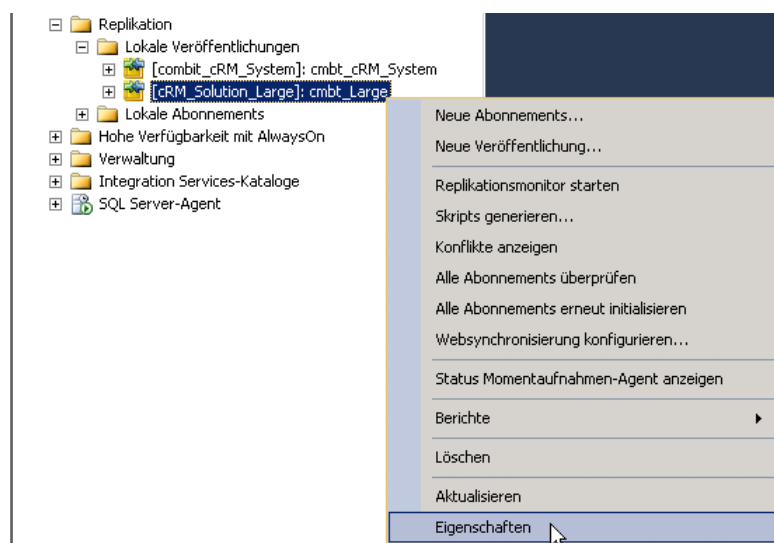 Replikation
Lokale Veröffentlichungen
[combit_cRM_System]: cmbt_cRM_System
[cRM_Solution_Large]: cmbt_Large
Lokale Abonnements
Hohe Verfügbarkeit mit AlwaysOn
Verwaltung
Integration Services-Kataloge
SQL Server-Agent
Neue Abonnements...
Neue Veröffentlichung...
Replikationsmonitor starten
Skripts generieren...
Konflikte anzeigen
Alle Abonnements überprüfen
Alle Abonnements erneut initialisieren
Websynchronisierung konfigurieren...
Status Momentaufnahmen-Agent anzeigen
Berichte
Löschen
Aktualisieren
Eigenschaften